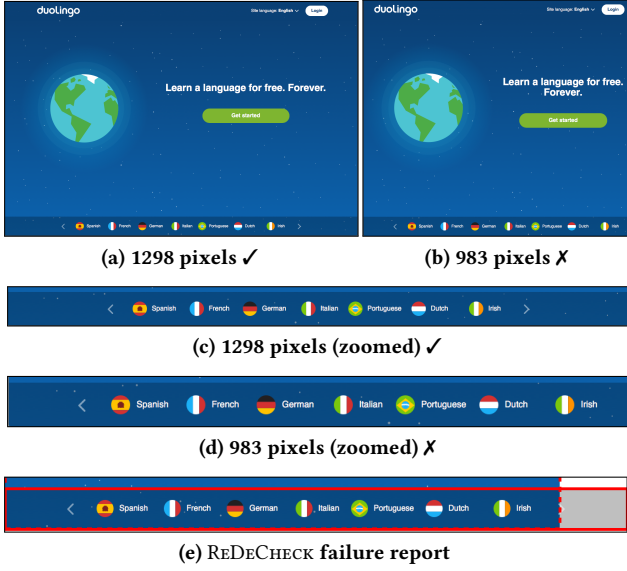 duolingo
Site language: English
Login
Learn a language for free. Forever.
Get started
Spanish French German Italian Portuguese Dutch Irish
(a) 1298 pixels ✓
duolingo
Site language: English
Login
Learn a language for free.
Forever.
Get started
Spanish French German Italian Portuguese Dutch Irish
(b) 983 pixels ✗
Spanish French German Italian Portuguese Dutch Irish
(c) 1298 pixels (zoomed) ✓
Spanish French German Italian Portuguese Dutch Irish
(d) 983 pixels (zoomed) ✗
Spanish French German Italian Portuguese Dutch Irish
(e) REDECHECK failure report